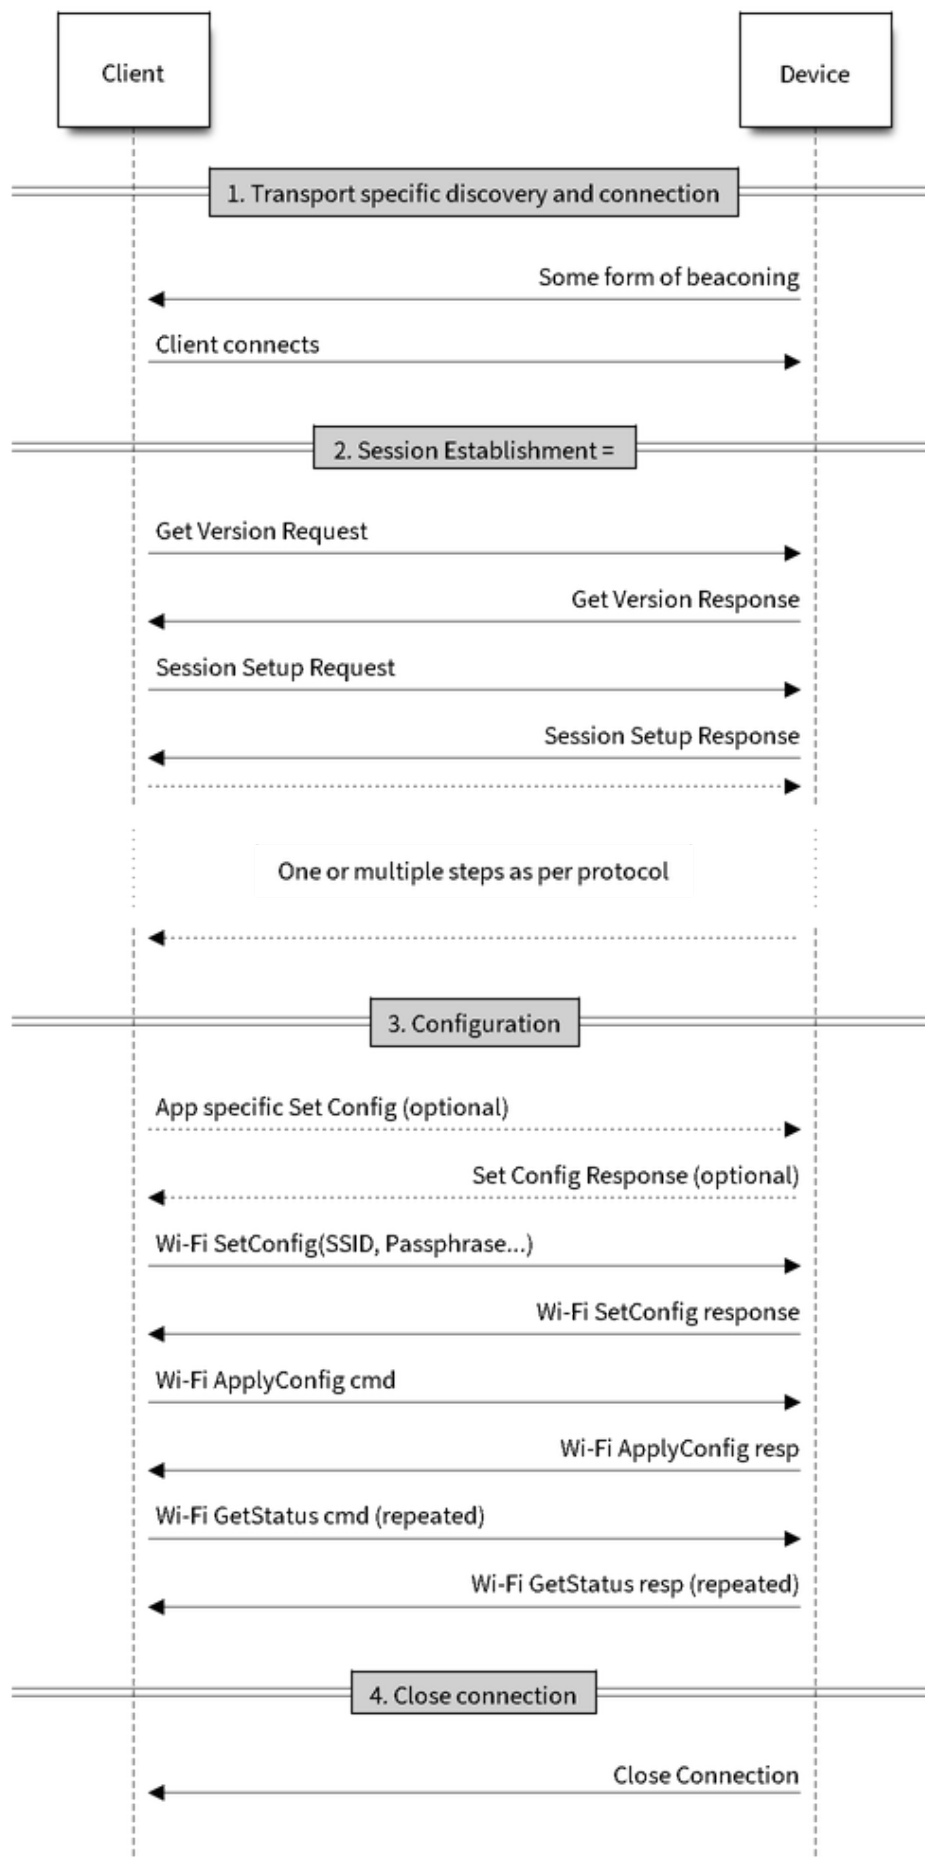 Client
Device
1. Transport specific discovery and connection
Some form of beaconing
Client connects
2. Session Establishment =
Get Version Request
Get Version Response
Session Setup Request
Session Setup Response
One or multiple steps as per protocol
3. Configuration
App specific Set Config (optional)
Set Config Response (optional)
Wi-Fi SetConfig(SSID, Passphrase...)
Wi-Fi SetConfig response
Wi-Fi ApplyConfig cmd
Wi-Fi ApplyConfig resp
Wi-Fi GetStatus cmd (repeated)
Wi-Fi GetStatus resp (repeated)
4. Close connection
Close Connection